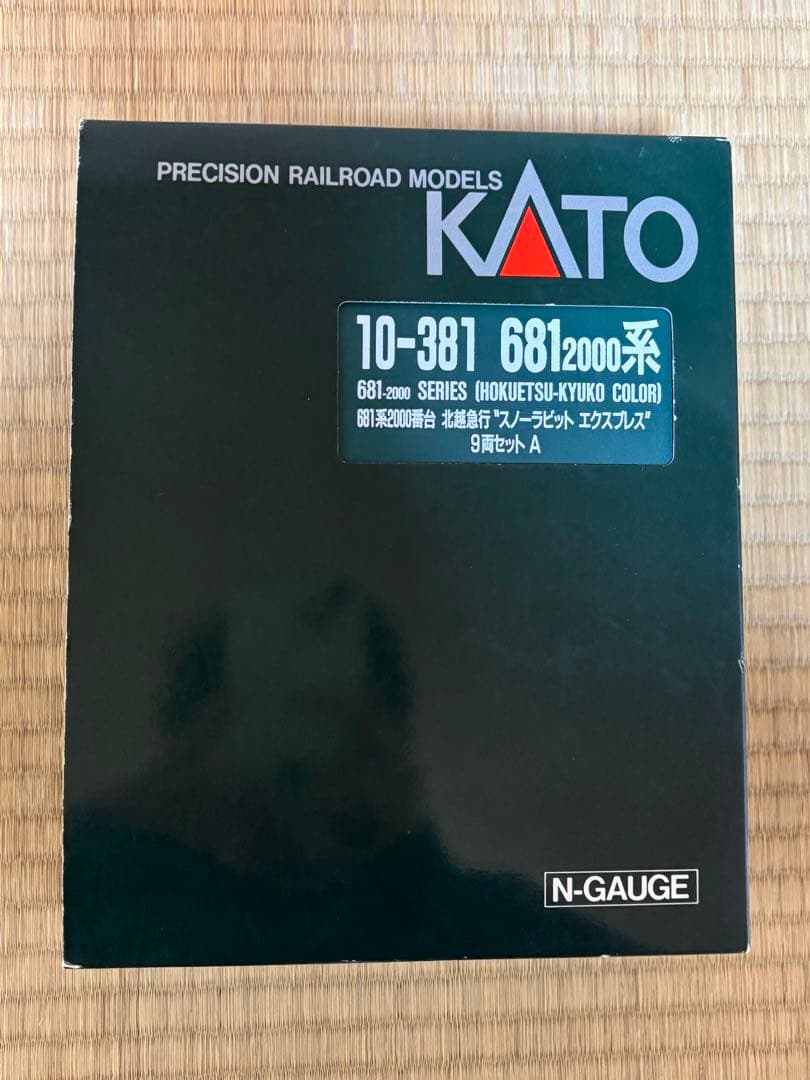 PRECISION RAILROAD MODELS
KATO
10-381 6812000系
681-2000 SERIES (HOKUETSU-KYUKO COLOR)
681系2000番台 北越急行 "スノーラビット エクスプレス"
9両セット A
N-GAUGE